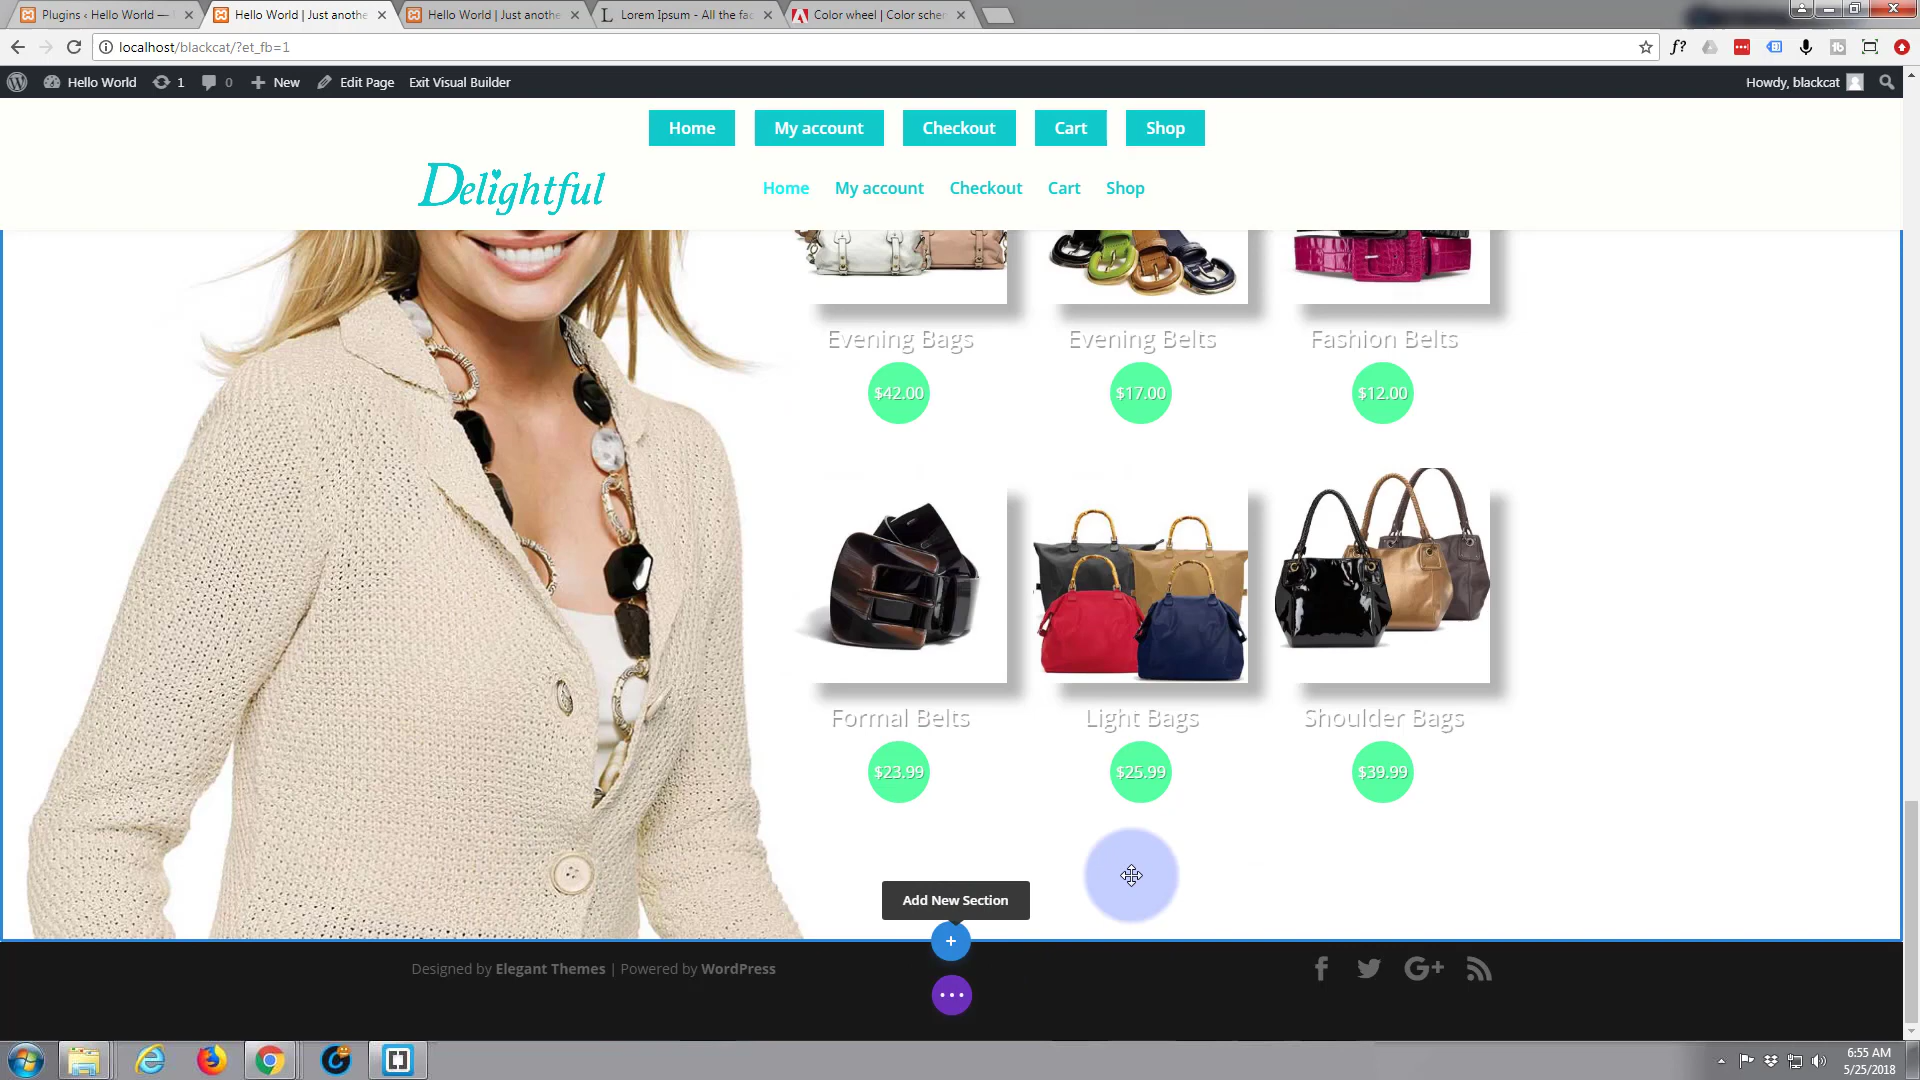 Plugins ‹ Hello World —
Hello World | Just anothe
Hello World | Just anothe
Lorem Ipsum - All the fac
Color wheel | Color schem
localhost/blackcat/?et_fb=1
f?
Hello World 1 0 New Edit Page Exit Visual Builder
Howdy, blackcat
Home My account Checkout Cart Shop
Delightful
Home My account Checkout Cart Shop
Evening Bags Evening Belts Fashion Belts
$42.00 $17.00 $12.00
Formal Belts Light Bags Shoulder Bags
$23.99 $25.99 $39.99
Add New Section
+
Designed by Elegant Themes | Powered by WordPress
G+
6:55 AM
5/25/2018